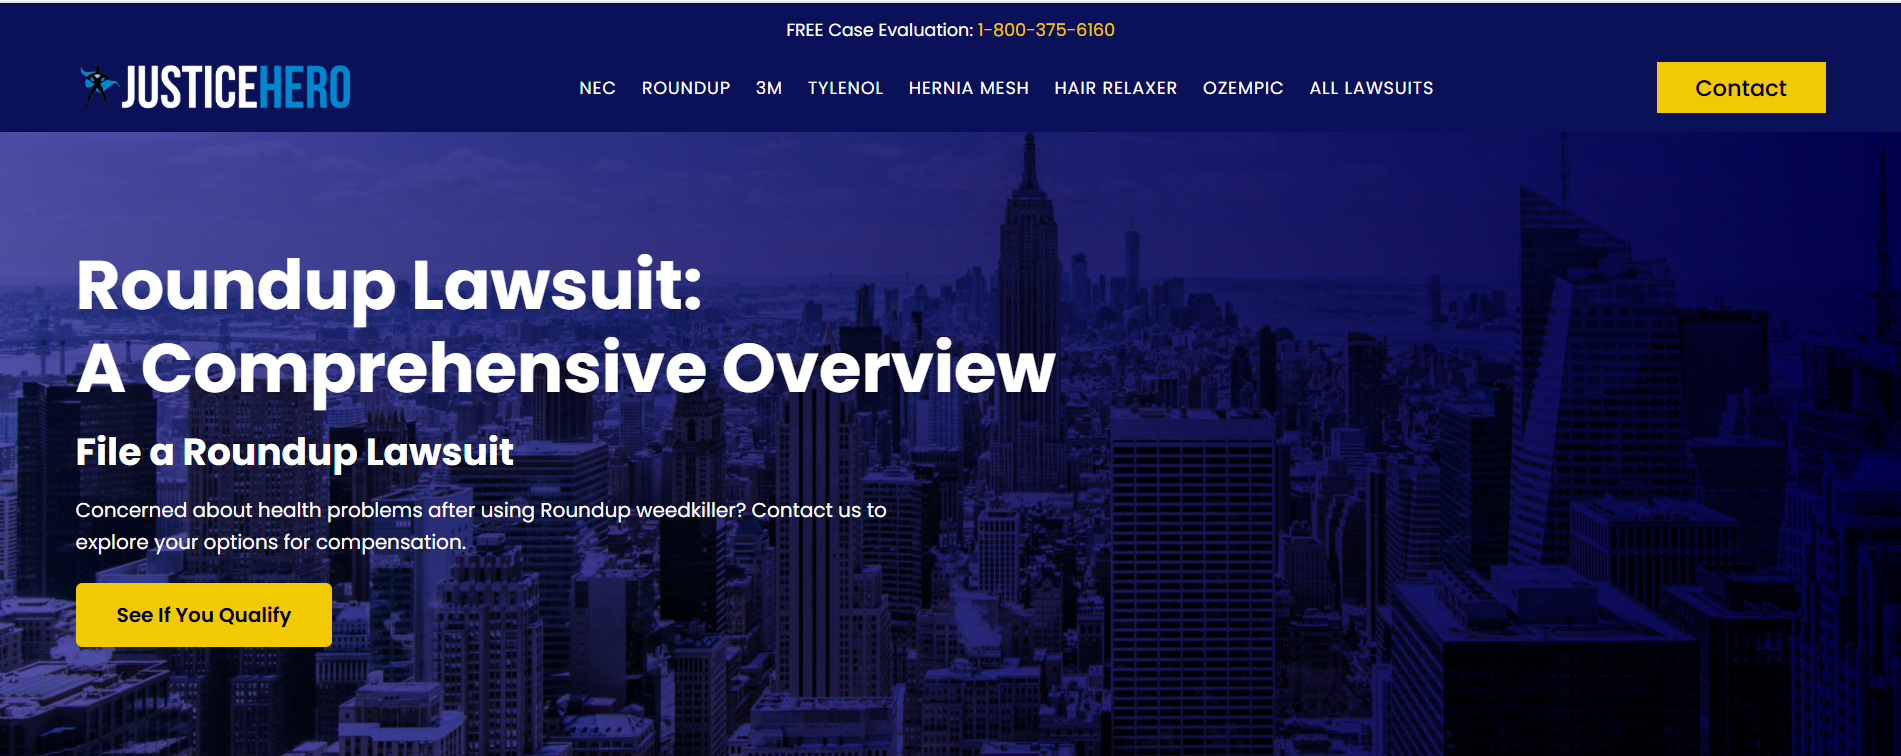 FREE Case Evaluation: 1-800-375-6160
JUSTICEHERO
NEC ROUNDUP 3M TYLENOL HERNIA MESH HAIR RELAXER OZEMPIC ALL LAWSUITS
Contact
Roundup Lawsuit:
A Comprehensive Overview
File a Roundup Lawsuit
Concerned about health problems after using Roundup weedkiller? Contact us to
explore your options for compensation.
See If You Qualify